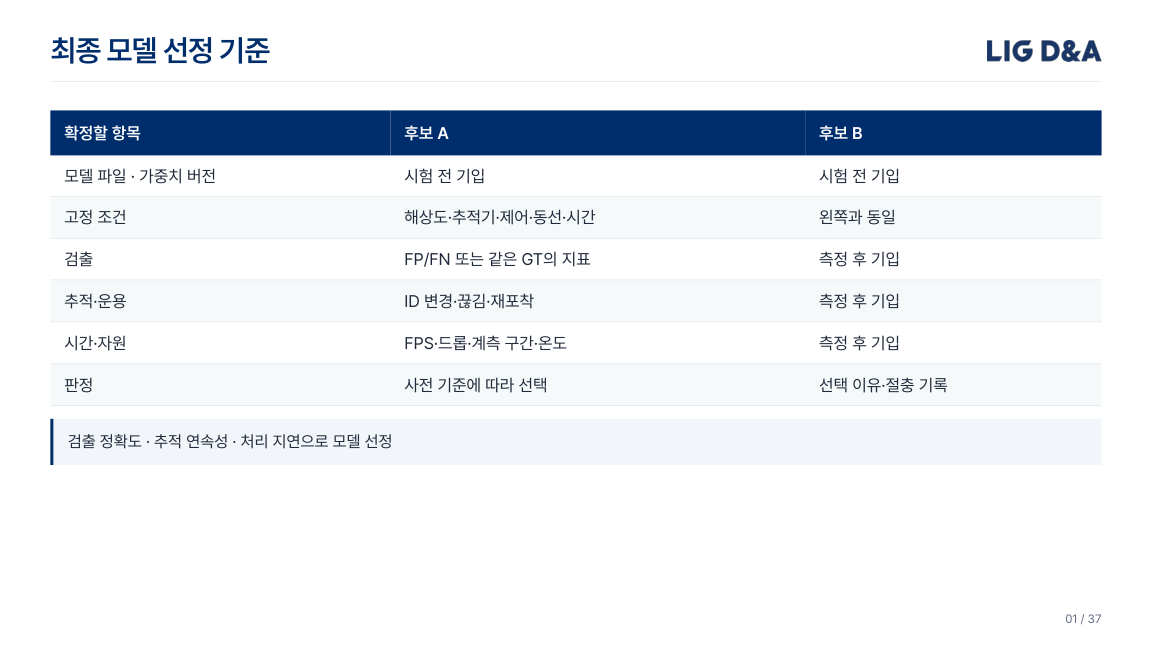 최종 모델 선정 기준
LIG D&A
확정할 항목 후보 A 후보 B
모델 파일 · 가중치 버전 시험 전 기입 시험 전 기입
고정 조건 해상도·추적기·제어·동선·시간 왼쪽과 동일
검출 FP/FN 또는 같은 GT의 지표 측정 후 기입
추적·운용 ID 변경·끊김·재포착 측정 후 기입
시간·자원 FPS·드롭·계측 구간·온도 측정 후 기입
판정 사전 기준에 따라 선택 선택 이유·절충 기록
검출 정확도 · 추적 연속성 · 처리 지연으로 모델 선정
01 / 37